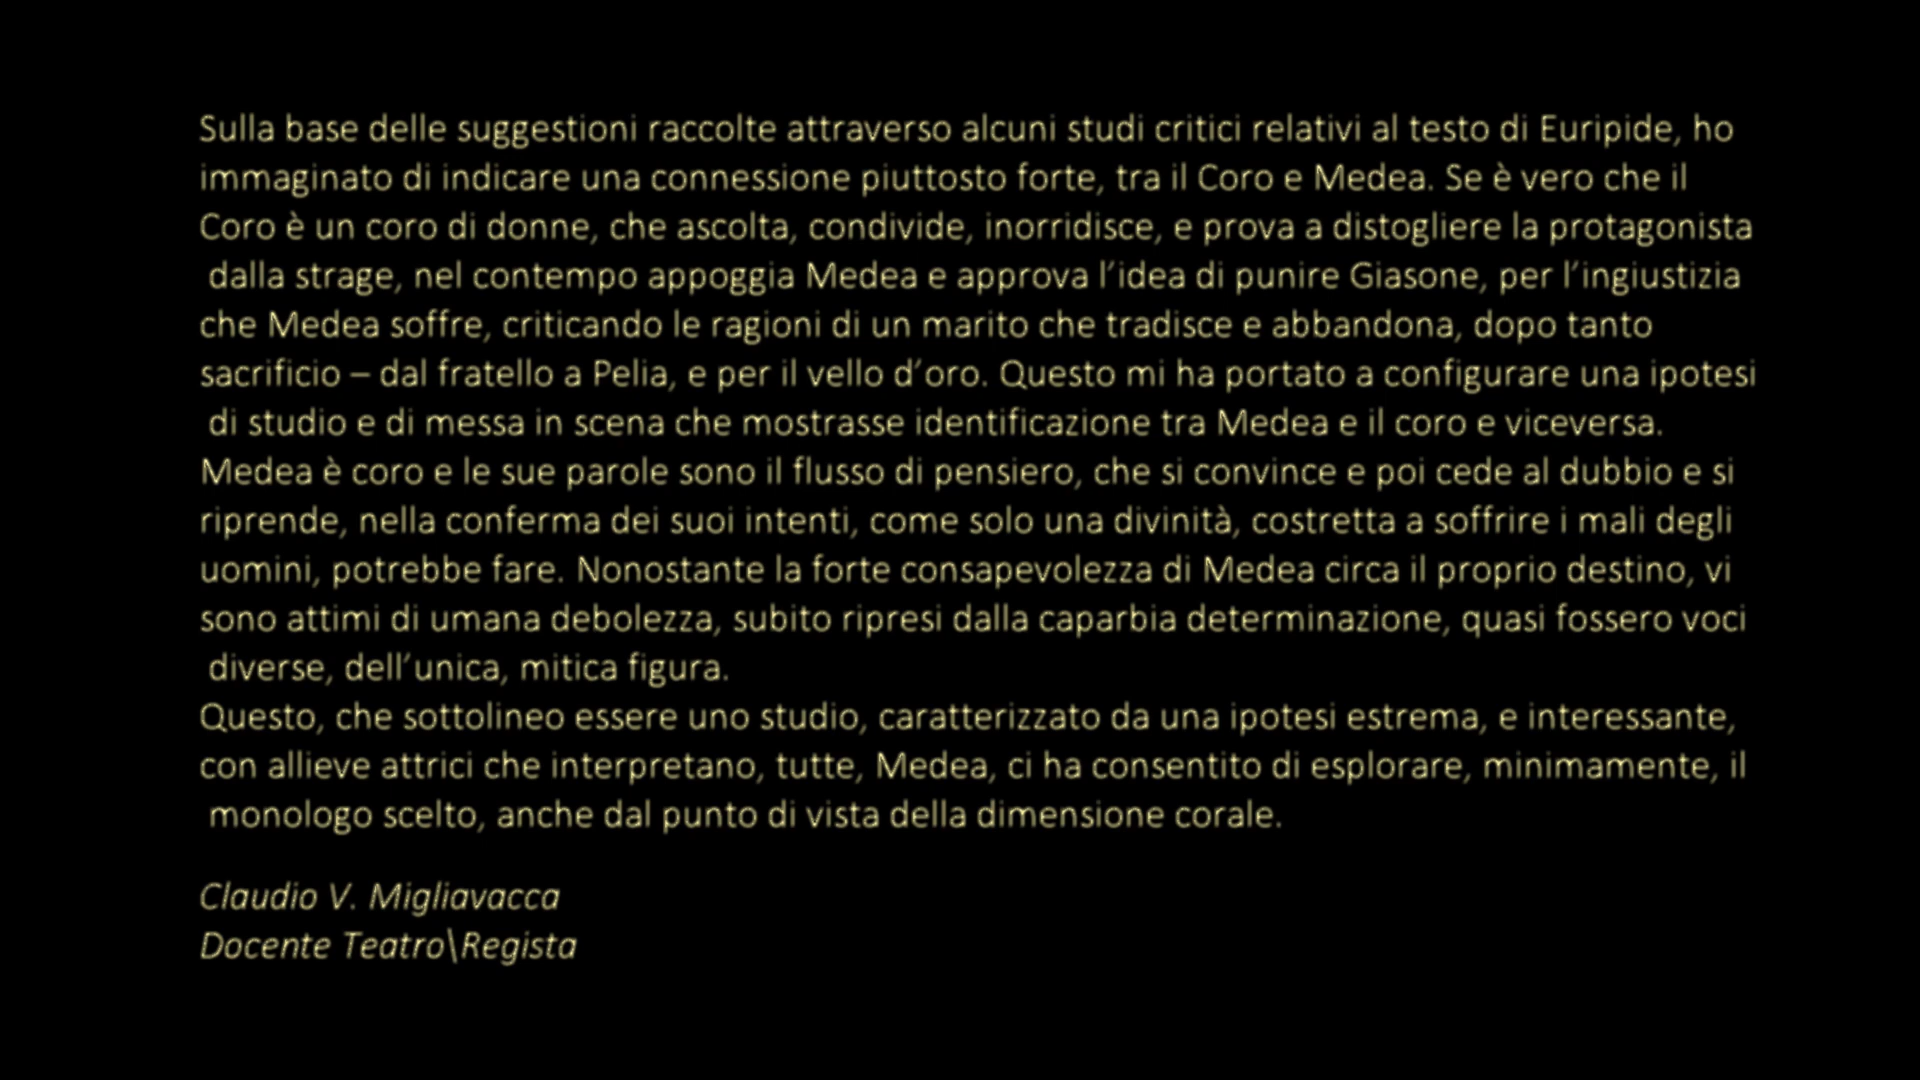 Sulla base delle suggestioni raccolte attraverso alcuni studi critici relativi al testo di Euripide, ho
immaginato di indicare una connessione piuttosto forte, tra il Coro e Medea. Se è vero che il
Coro è un coro di donne, che ascolta, condivide, inorridisce, e prova a distogliere la protagonista
dalla strage, nel contempo appoggia Medea e approva l’idea di punire Giasone, per l’ingiustizia
che Medea soffre, criticando le ragioni di un marito che tradisce e abbandona, dopo tanto
sacrificio – dal fratello a Pelia, e per il vello d’oro. Questo mi ha portato a configurare una ipotesi
di studio e di messa in scena che mostrasse identificazione tra Medea e il coro e viceversa.
Medea è coro e le sue parole sono il flusso di pensiero, che si convince e poi cede al dubbio e si
riprende, nella conferma dei suoi intenti, come solo una divinità, costretta a soffrire i mali degli
uomini, potrebbe fare. Nonostante la forte consapevolezza di Medea circa il proprio destino, vi
sono attimi di umana debolezza, subito ripresi dalla caparbia determinazione, quasi fossero voci
diverse, dell’unica, mitica figura.
Questo, che sottolineo essere uno studio, caratterizzato da una ipotesi estrema, e interessante,
con allieve attrici che interpretano, tutte, Medea, ci ha consentito di esplorare, minimamente, il
monologo scelto, anche dal punto di vista della dimensione corale.
Claudio V. Migliavacca
Docente Teatro\Regista